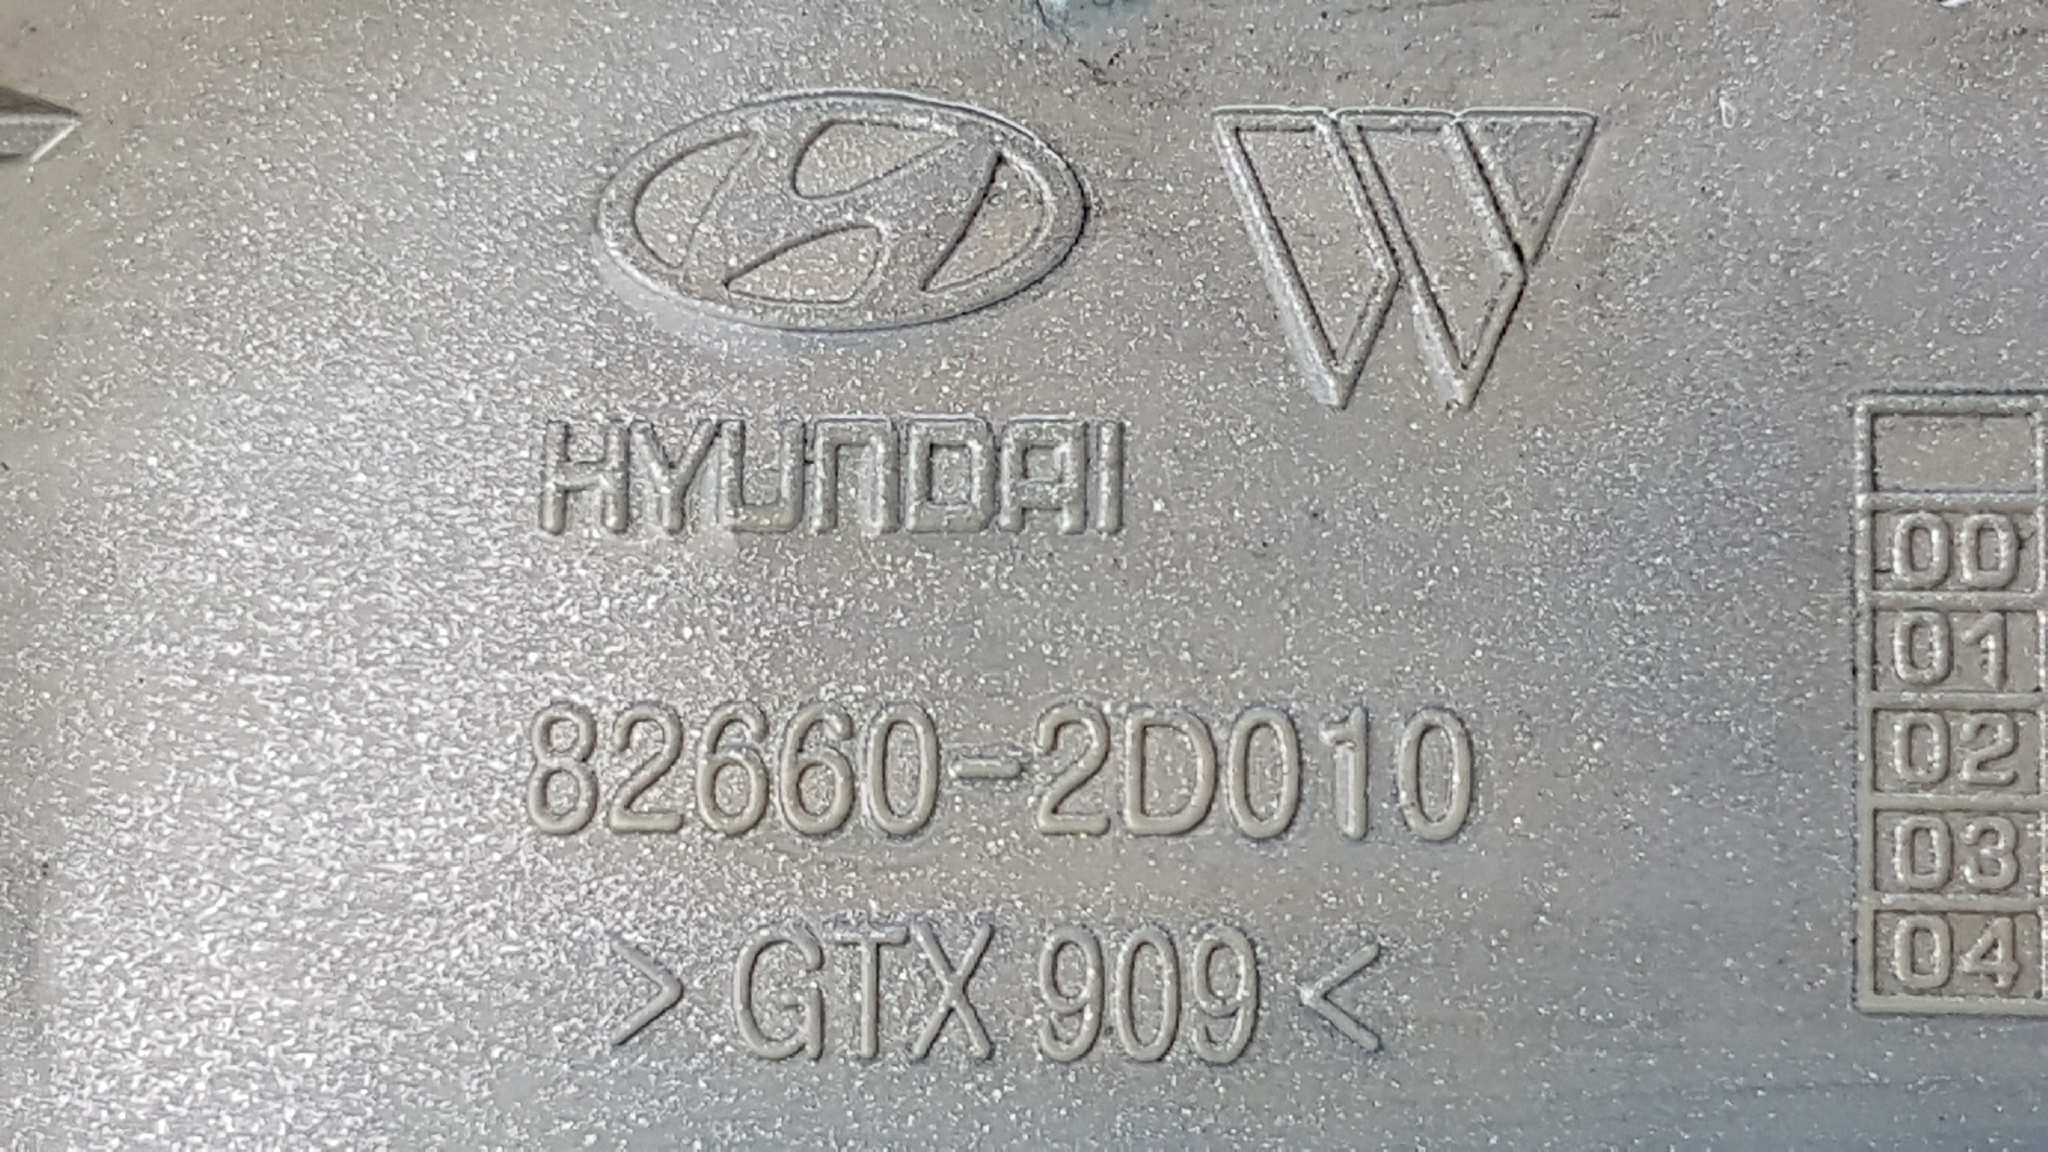 W
HYUNDAI
82660-2D010
> GTX 909 <
00
01
02
03
04